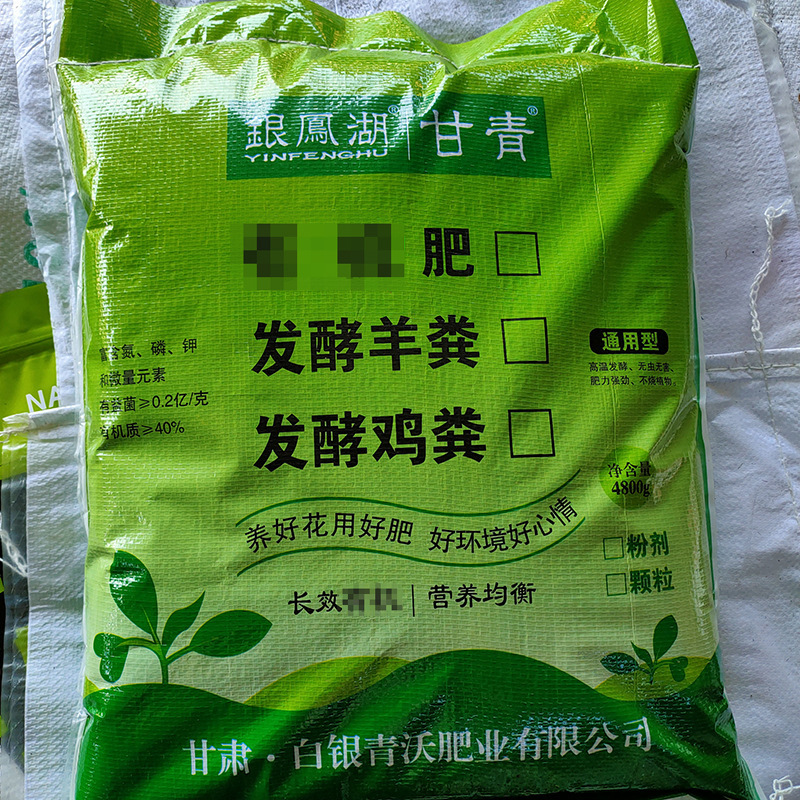 銀鳳湖® 甘青®
YINFENGHU
肥 □
发酵羊粪 □
发酵鸡粪 □
含氮、磷、钾
和微量元素
有益菌≥0.2亿/克
有机质≥40%
通用型
高温发酵、无虫无害、
肥力强劲、不烧植物。
净含量
4800g
养好花用好肥 好环境好心情
□粉剂
□颗粒
长效 | 营养均衡
甘肃·白银青沃肥业有限公司
NA